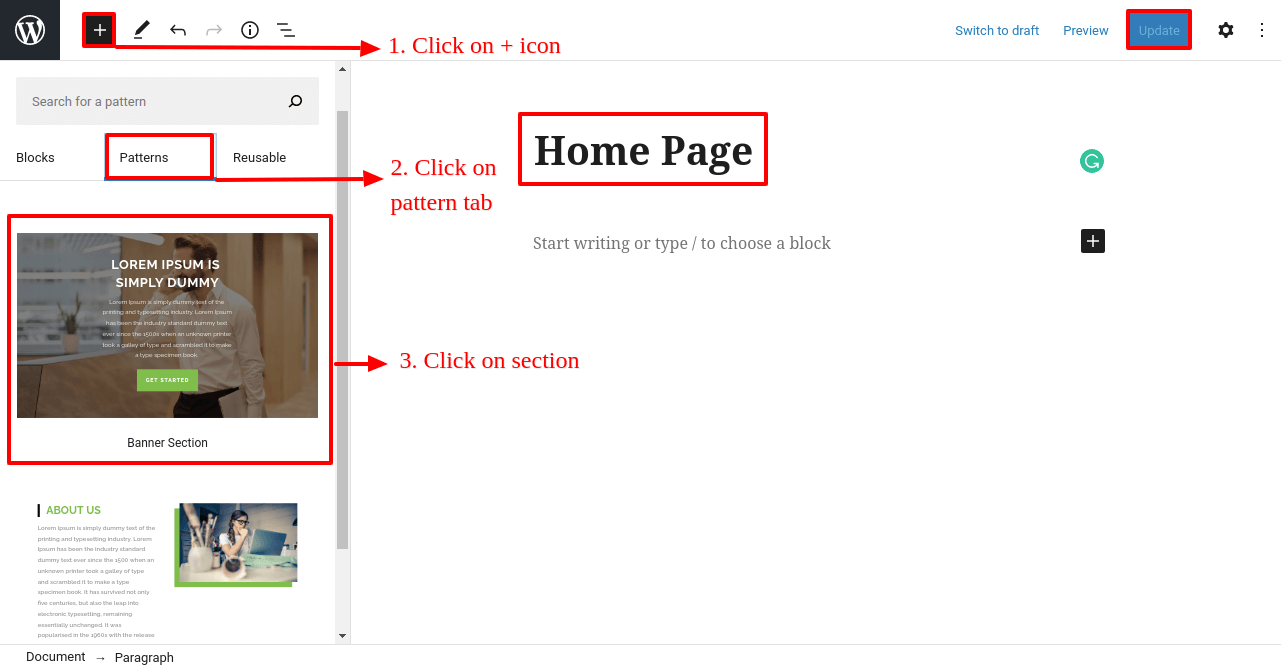 1. Click on + icon
Switch to draft
Preview
Update
Search for a pattern
Blocks
Patterns
Reusable
2. Click on
pattern tab
Home Page
Start writing or type / to choose a block
LOREM IPSUM IS
SIMPLY DUMMY
Lorem Ipsum is simply dummy text of the
printing and typesetting industry. Lorem Ipsum
has been the industry standard dummy text
ever since the 1500s when an unknown printer
took a galley of type and scrambled it to make
a type specimen book.
GET STARTED
Banner Section
3. Click on section
ABOUT US
Lorem Ipsum is simply dummy text of the
printing and typesetting industry. Lorem
Ipsum has been the industry standard
dummy text ever since the 1500 when an
unknown printer took a galley of type
and scrambled it to make a type
specimen book. It has survived not only
five centuries, but also the leap into
electronic typesetting, remaining
essentially unchanged. It was
popularised in the 1960s with the release
Document → Paragraph